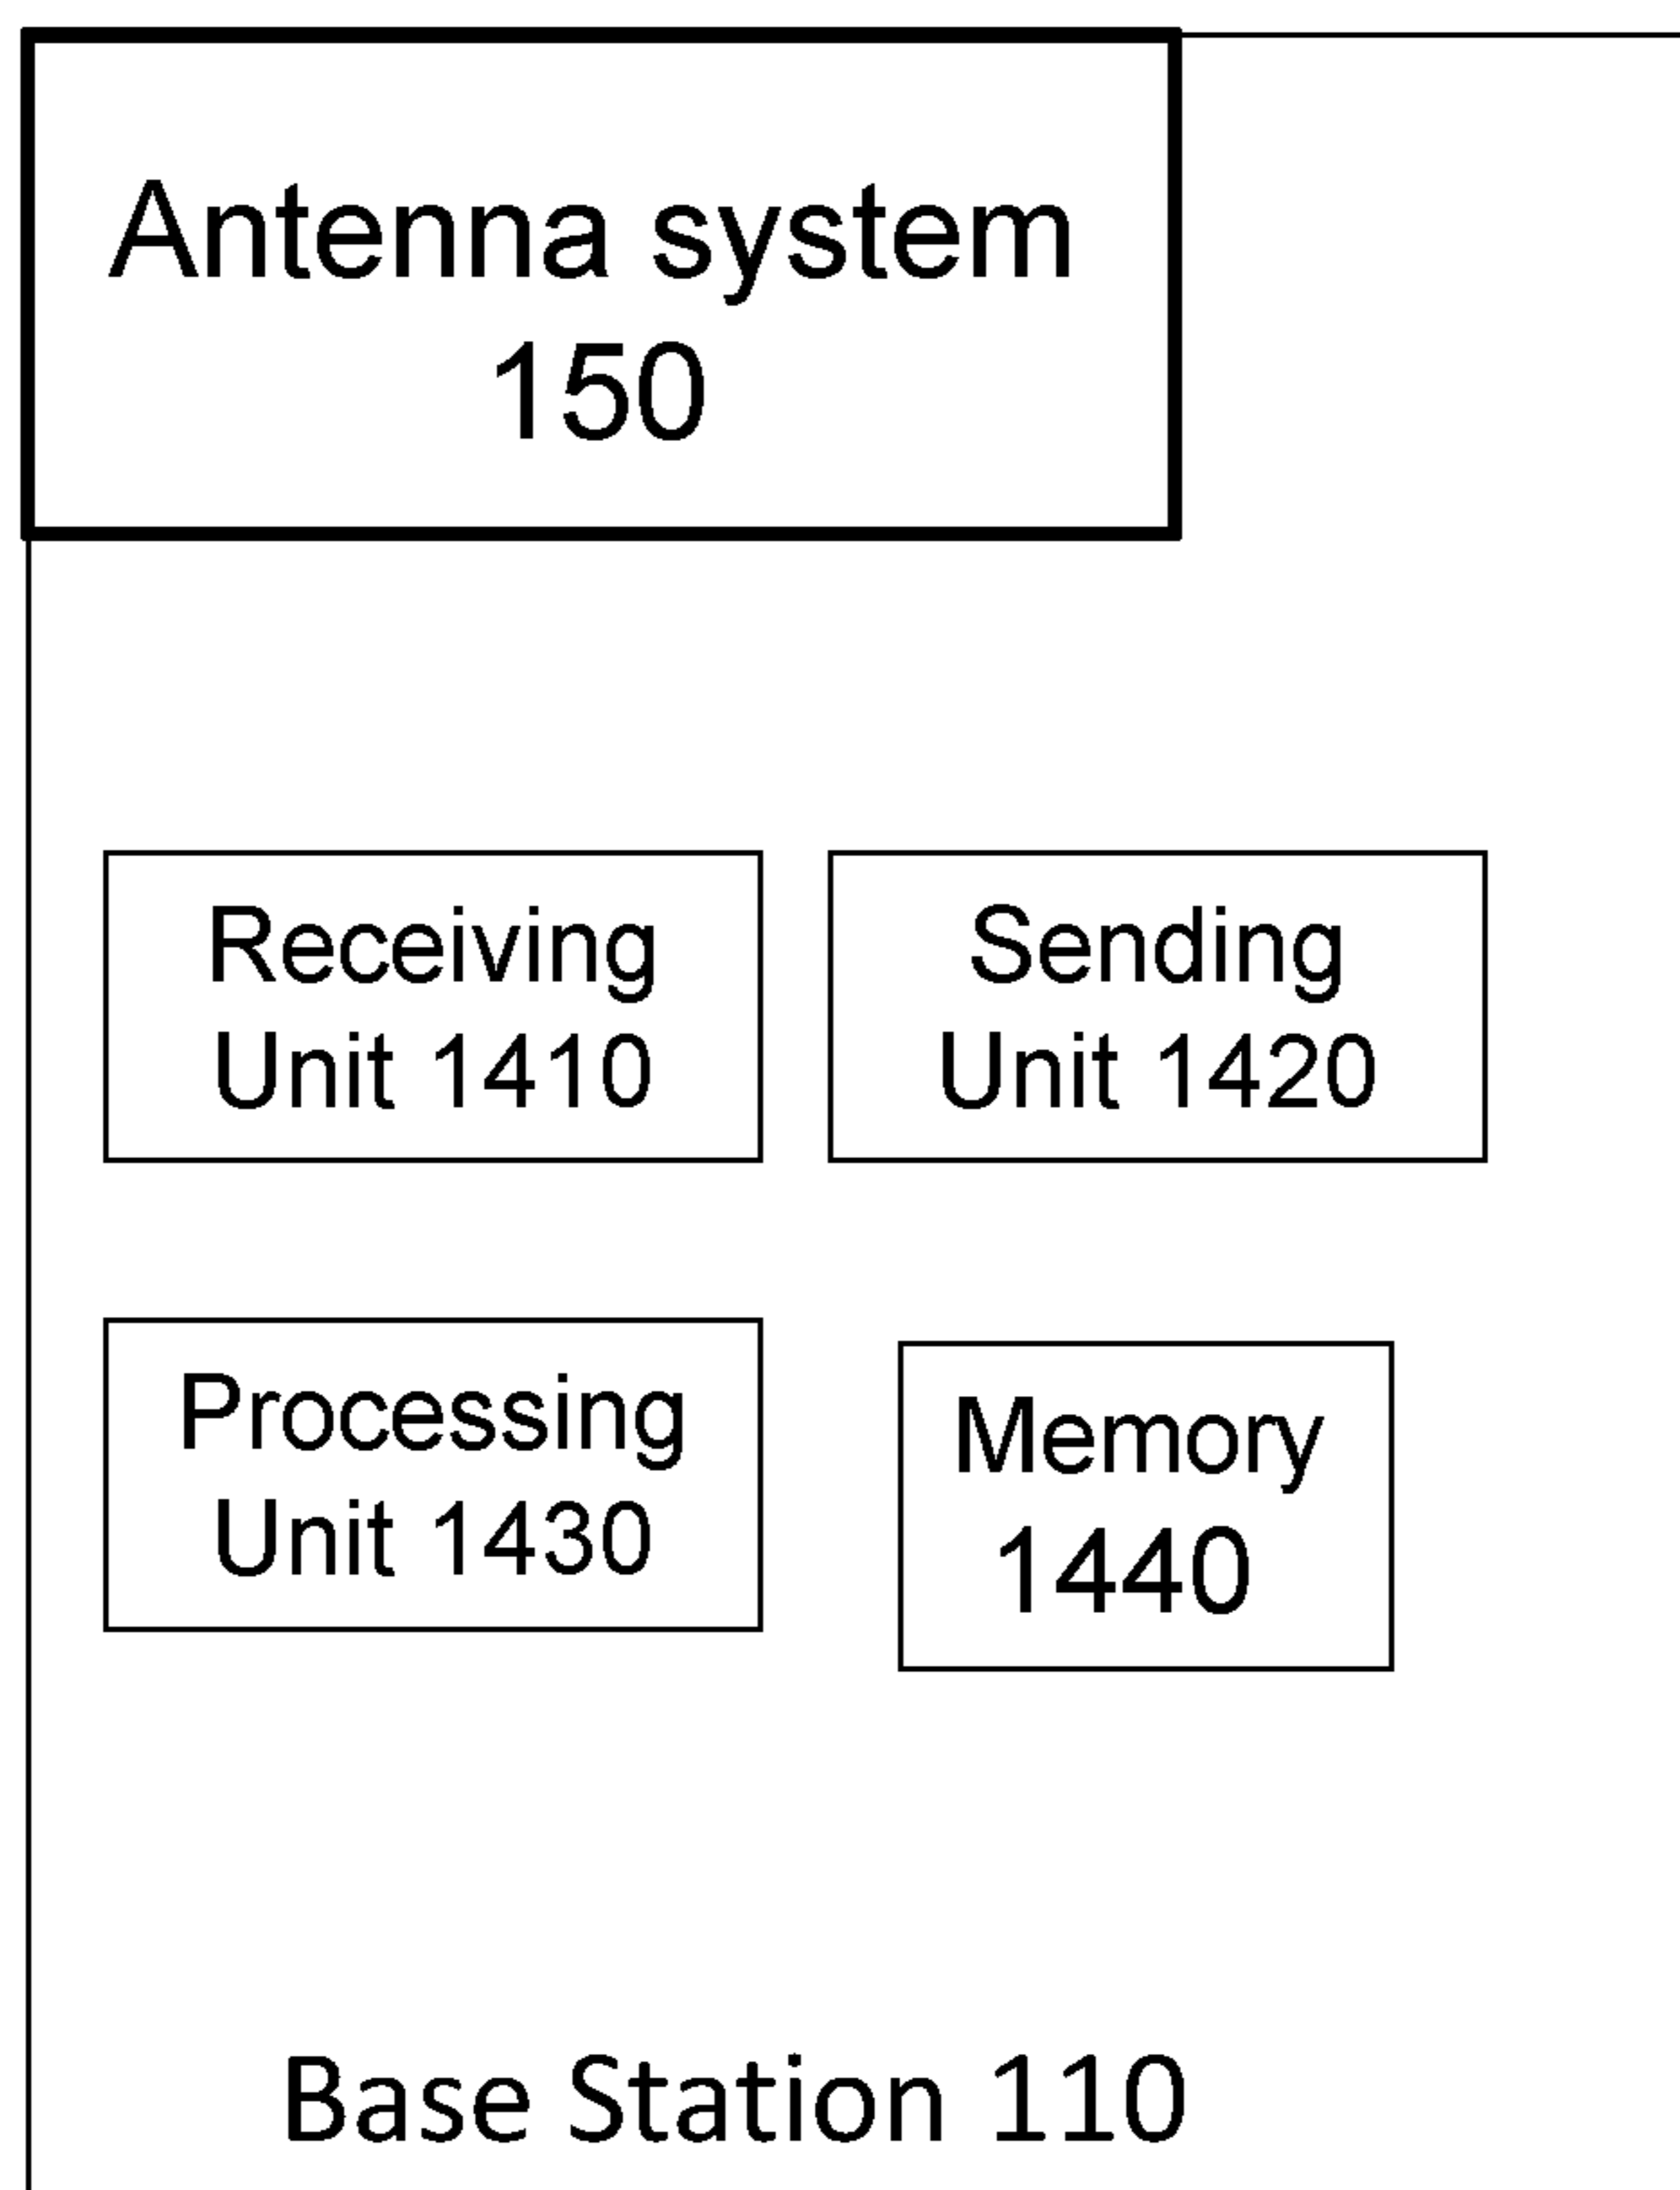 Antenna system
150
Receiving
Unit 1410
Sending
Unit 1420
Processing
Unit 1430
Memory
1440
Base Station 110